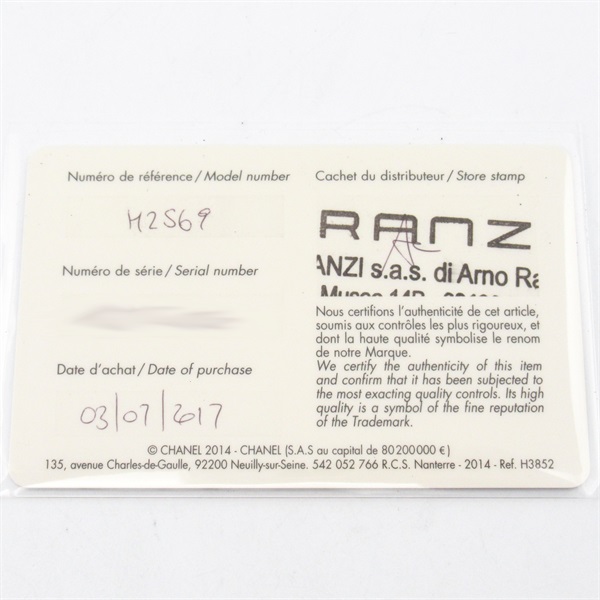 Numéro de référence / Model number
H2569
Numéro de série / Serial number
Date d'achat / Date of purchase
03/07/2017
Cachet du distributeur / Store stamp
RANZ
ANZI s.a.s. di Arno Ra
Nous certifions l'authenticité de cet article,
soumis aux contrôles les plus rigoureux, et
dont la haute qualité symbolise le renom
de notre Marque.
We certify the authenticity of this item
and confirm that it has been subjected to
the most exacting quality controls. Its high
quality is a symbol of the fine reputation
of the Trademark.
© CHANEL 2014 - CHANEL (S.A.S au capital de 80 200 000 €)
135, avenue Charles-de-Gaulle, 92200 Neuilly-sur-Seine. 542 052 766 R.C.S. Nanterre - 2014 - Ref. H3852